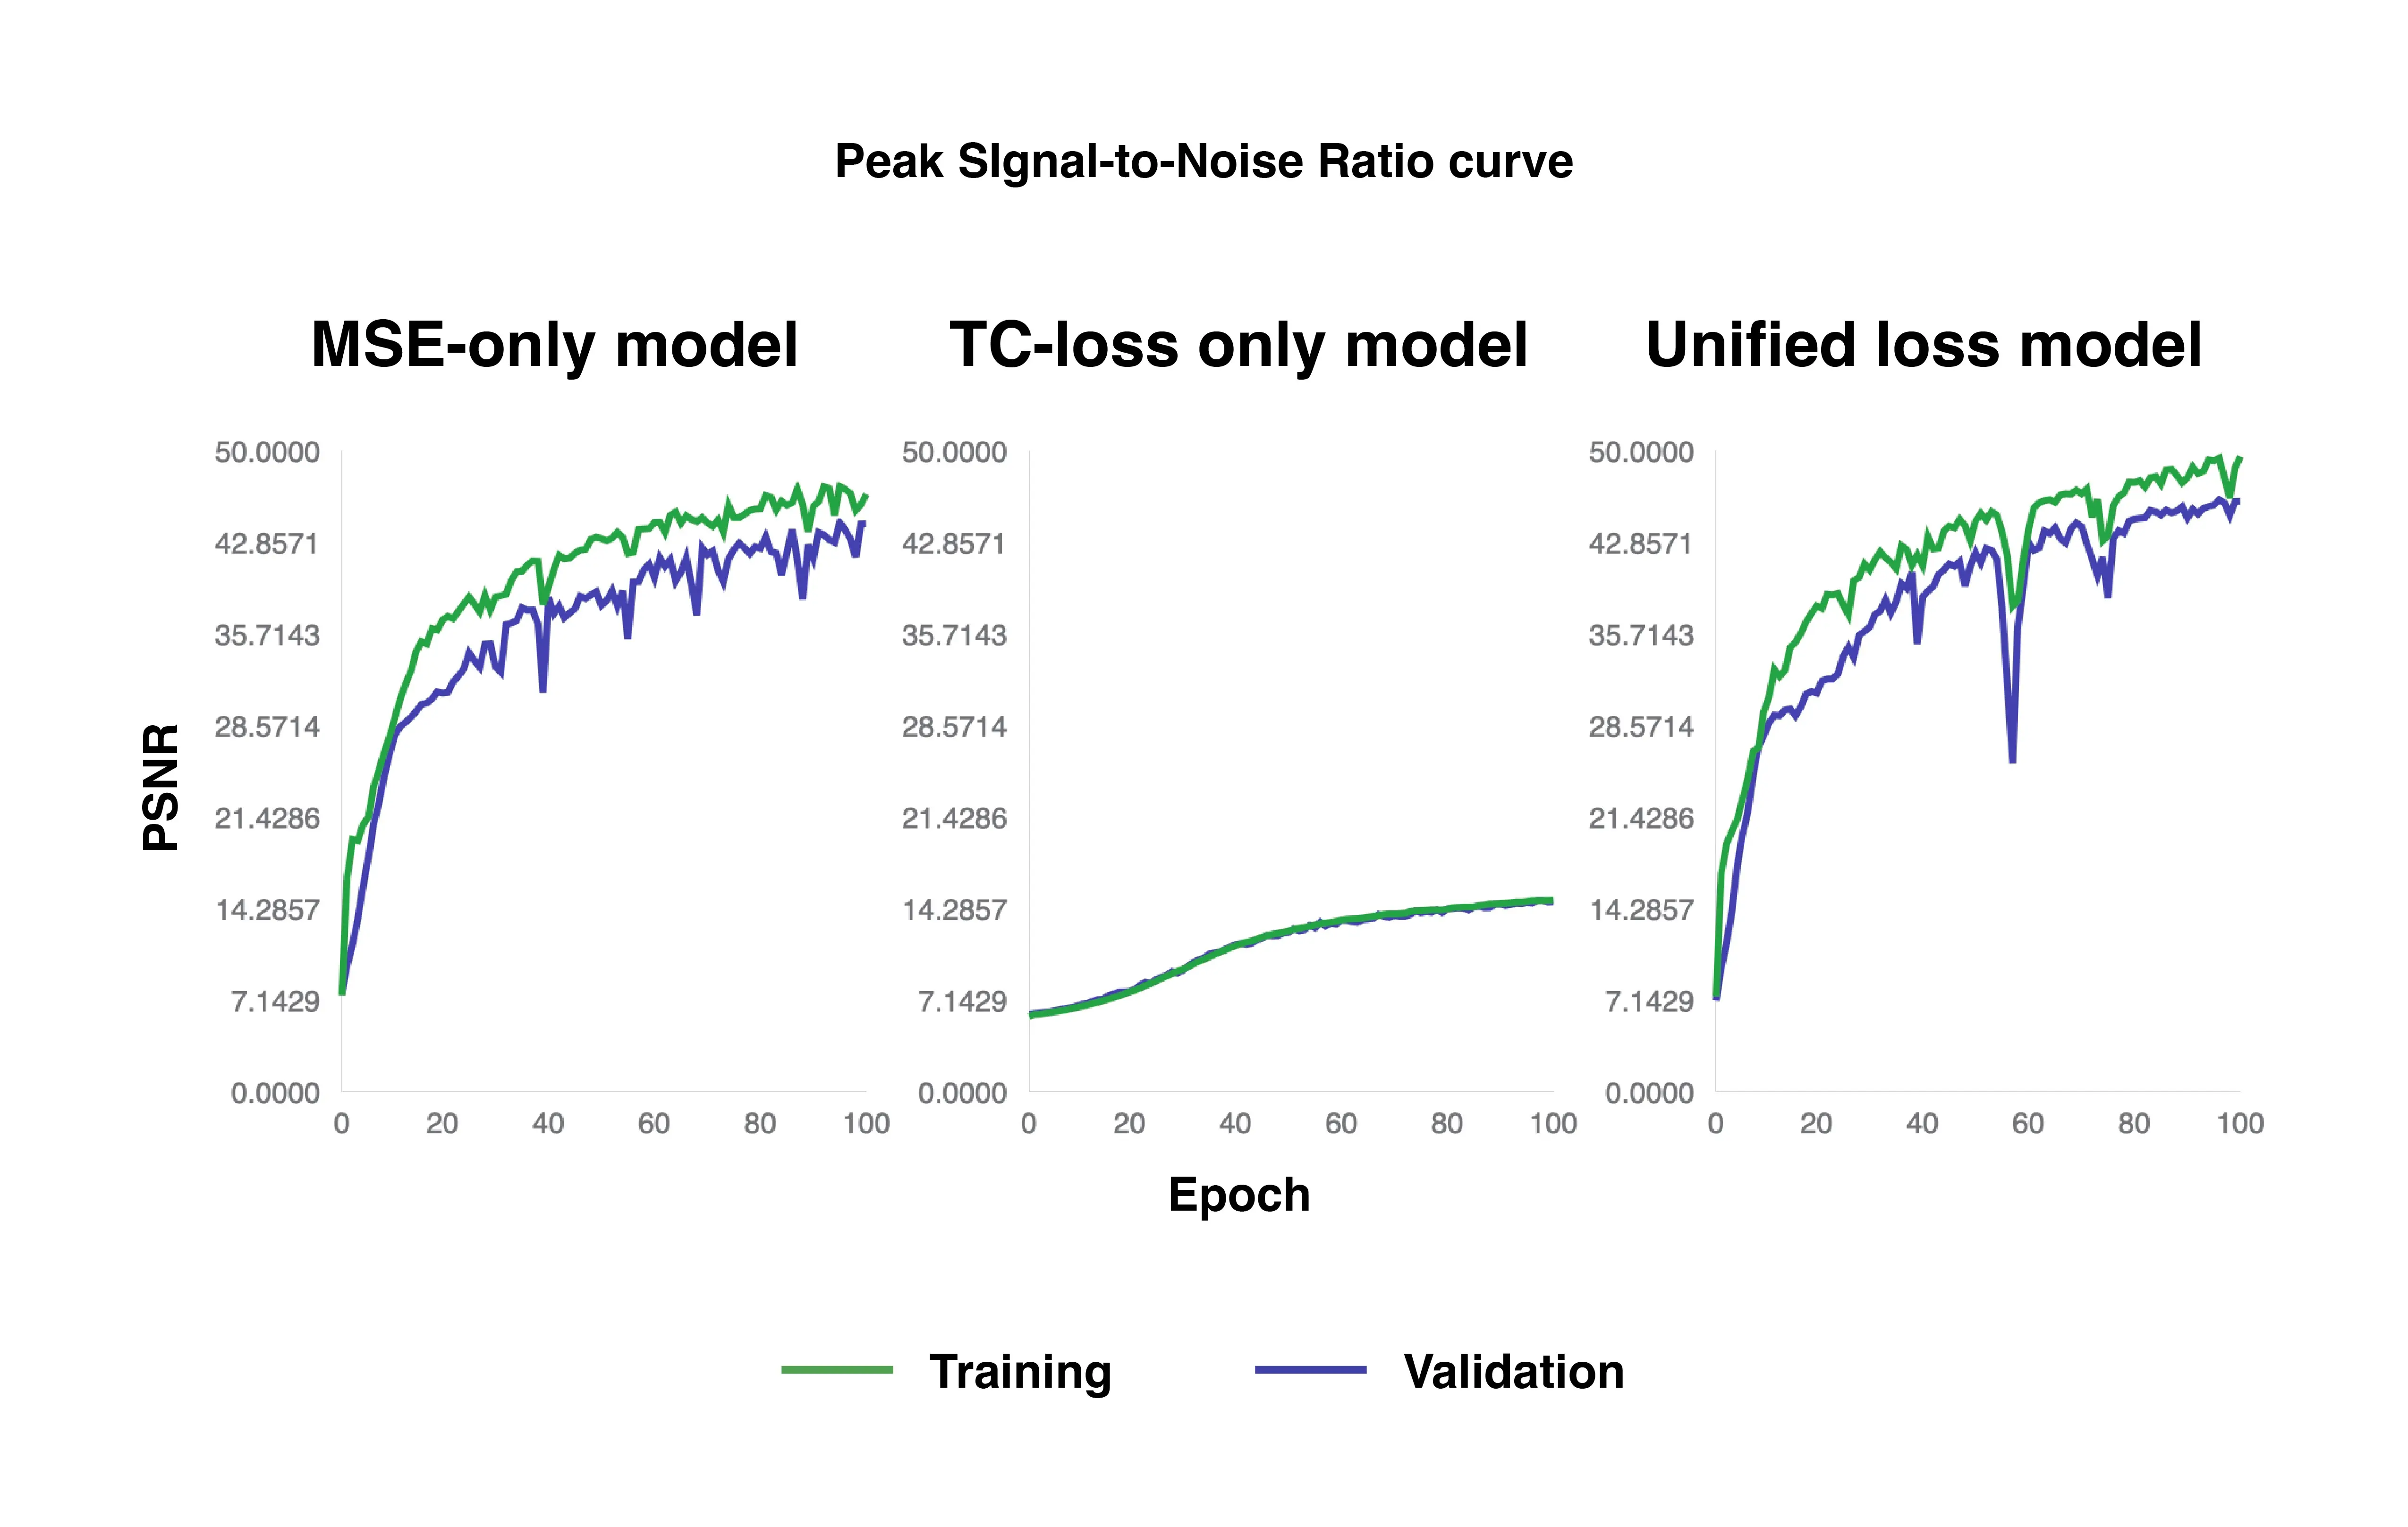 Peak SIgnal-to-Noise Ratio curve
MSE-only model
TC-loss only model
Unified loss model
PSNR
50.0000
42.8571
35.7143
28.5714
21.4286
14.2857
7.1429
0.0000
0 20 40 60 80 100
50.0000
42.8571
35.7143
28.5714
21.4286
14.2857
7.1429
0.0000
0 20 40 60 80 100
50.0000
42.8571
35.7143
28.5714
21.4286
14.2857
7.1429
0.0000
0 20 40 60 80 100
Epoch
Training
Validation